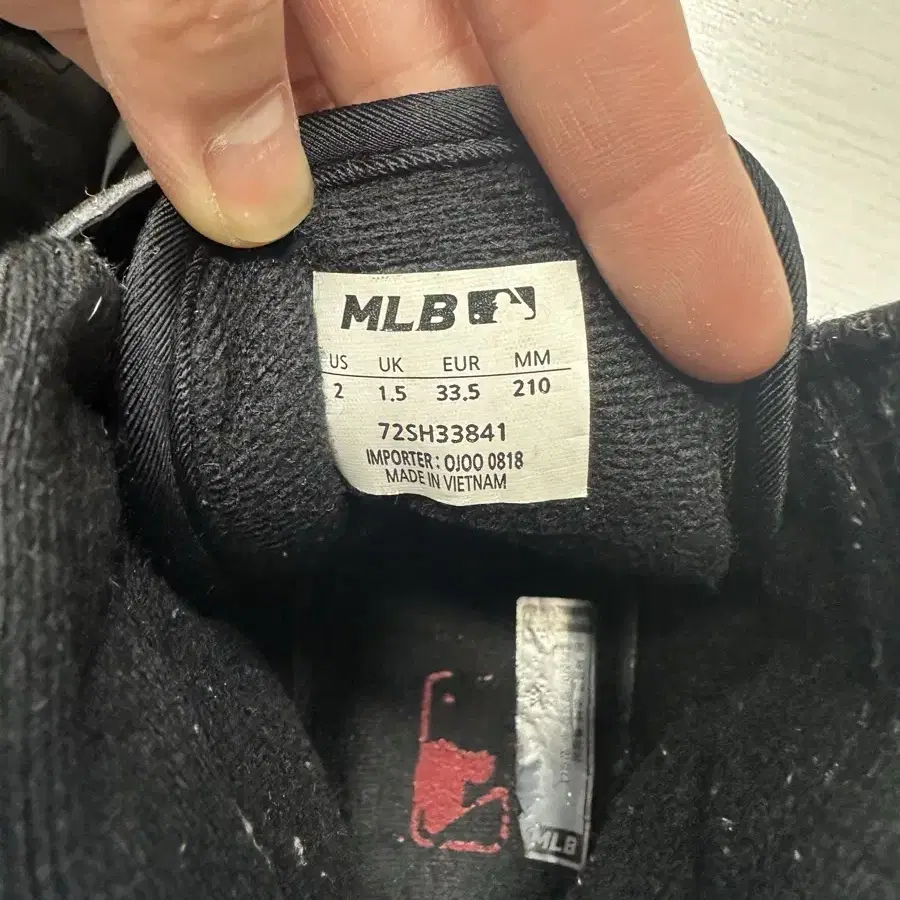 MLB
US UK EUR MM
2 1.5 33.5 210
72SH33841
IMPORTER: OJOO 0818
MADE IN VIETNAM
MLB